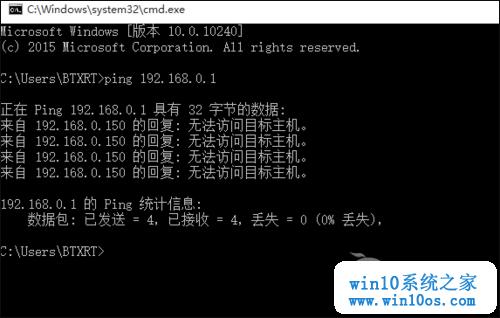 C:\Windows\system32\cmd.exe
Microsoft Windows [版本 10.0.10240]
(c) 2015 Microsoft Corporation. All rights reserved.
C:\Users\BTXRT>ping 192.168.0.1
正在 Ping 192.168.0.1 具有 32 字节的数据:
来自 192.168.0.150 的回复: 无法访问目标主机。
来自 192.168.0.150 的回复: 无法访问目标主机。
来自 192.168.0.150 的回复: 无法访问目标主机。
来自 192.168.0.150 的回复: 无法访问目标主机。
192.168.0.1 的 Ping 统计信息:
数据包: 已发送 = 4, 已接收 = 4, 丢失 = 0 (0% 丢失),
C:\Users\BTXRT>
win10系统之家
www.win10os.com